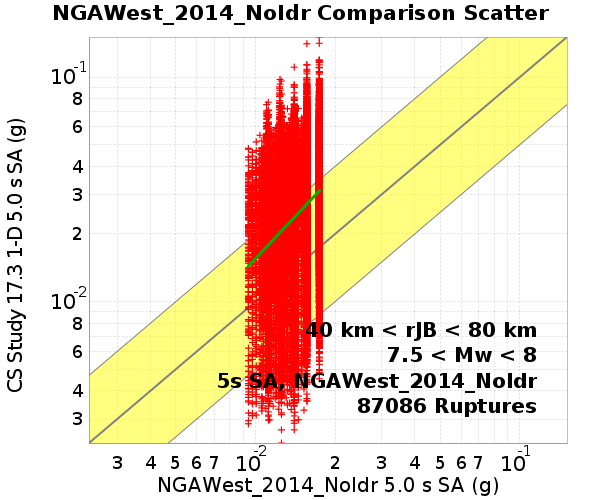 NGAWest_2014_NoIdr Comparison Scatter
CS Study 17.3 1-D 5.0 s SA (g)
10⁻¹
8
6
4
3
2
10⁻²
8
6
4
3
40 km < rJB < 80 km
7.5 < Mw < 8
5s SA, NGAWest_2014_NoIdr
87086 Ruptures
3 4 5 6 7 10⁻² 2 3 4 5 6 7 10⁻¹
NGAWest_2014_NoIdr 5.0 s SA (g)